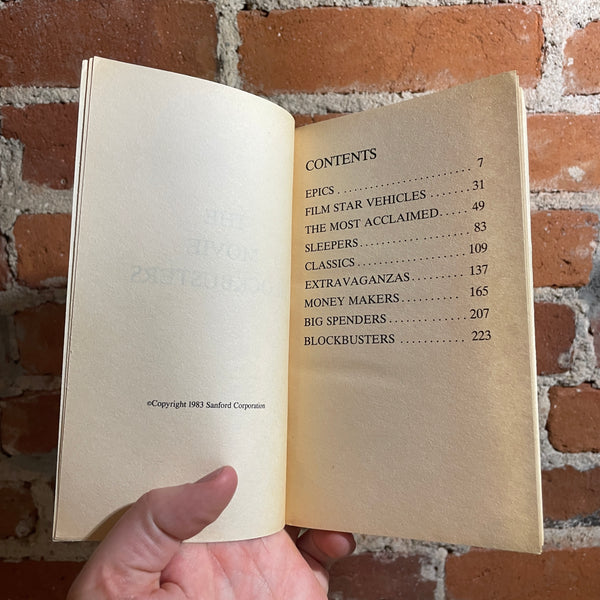 ©Copyright 1983 Sanford Corporation
CONTENTS
EPICS . . . . . . . . . . . . . . . . . . . . . 7
FILM STAR VEHICLES . . . . . . . 31
THE MOST ACCLAIMED. . . . . 49
SLEEPERS. . . . . . . . . . . . . . . . . 83
CLASSICS . . . . . . . . . . . . . . . . . 109
EXTRAVAGANZAS . . . . . . . . . 137
MONEY MAKERS. . . . . . . . . . . 165
BIG SPENDERS . . . . . . . . . . . . 207
BLOCKBUSTERS . . . . . . . . . . 223